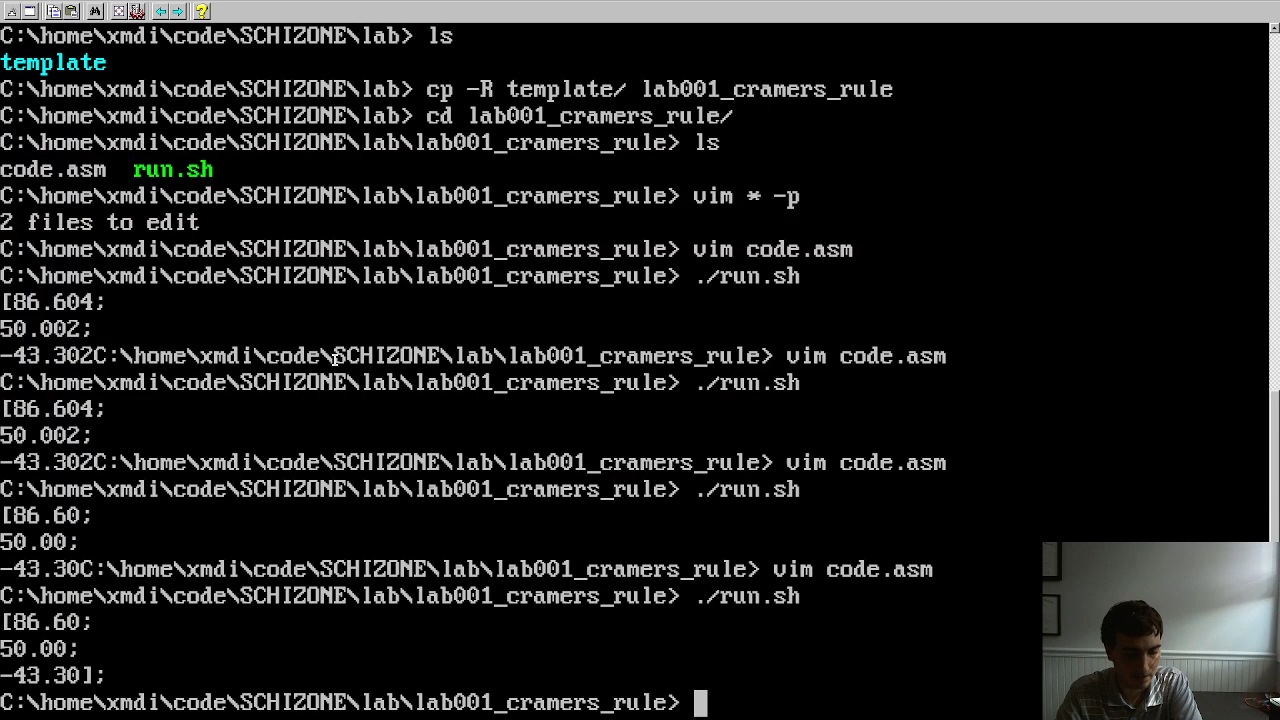 C:\home\xmdi\code\SCHIZONE\lab> ls
template
C:\home\xmdi\code\SCHIZONE\lab> cp -R template/ lab001_cramers_rule
C:\home\xmdi\code\SCHIZONE\lab> cd lab001_cramers_rule/
C:\home\xmdi\code\SCHIZONE\lab\lab001_cramers_rule> ls
code.asm  run.sh
C:\home\xmdi\code\SCHIZONE\lab\lab001_cramers_rule> vim * -p
2 files to edit
C:\home\xmdi\code\SCHIZONE\lab\lab001_cramers_rule> vim code.asm
C:\home\xmdi\code\SCHIZONE\lab\lab001_cramers_rule> ./run.sh
[86.604;
50.002;
-43.302C:\home\xmdi\code\SCHIZONE\lab\lab001_cramers_rule> vim code.asm
C:\home\xmdi\code\SCHIZONE\lab\lab001_cramers_rule> ./run.sh
[86.604;
50.002;
-43.302C:\home\xmdi\code\SCHIZONE\lab\lab001_cramers_rule> vim code.asm
C:\home\xmdi\code\SCHIZONE\lab\lab001_cramers_rule> ./run.sh
[86.60;
50.00;
-43.30C:\home\xmdi\code\SCHIZONE\lab\lab001_cramers_rule> vim code.asm
C:\home\xmdi\code\SCHIZONE\lab\lab001_cramers_rule> ./run.sh
[86.60;
50.00;
-43.30];
C:\home\xmdi\code\SCHIZONE\lab\lab001_cramers_rule>